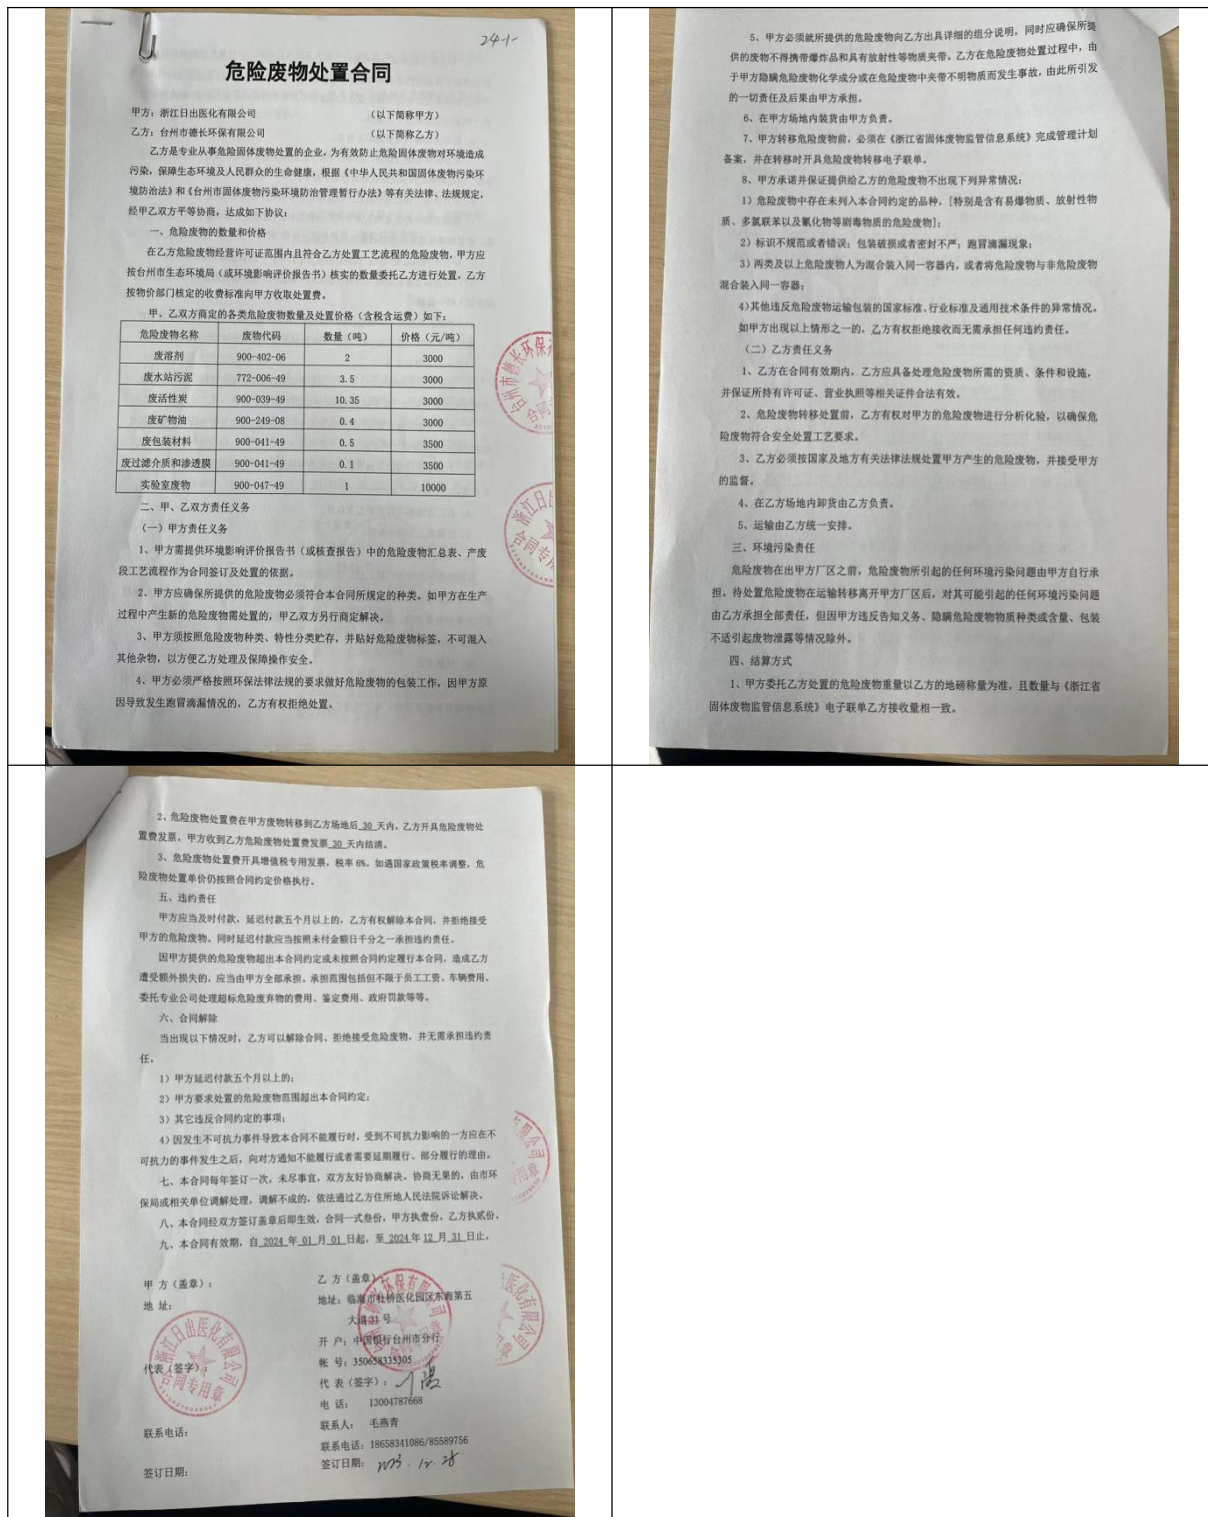 24-1-
危险废物处置合同
甲方：浙江日出医化有限公司 （以下简称甲方）
乙方：台州市德长环保有限公司 （以下简称乙方）
乙方是专业从事危险固体废物处置的企业，为有效防止危险固体废物对环境造成
污染，保障生态环境及人民群众的生命健康，根据《中华人民共和国固体废物污染环
境防治法》和《台州市固体废物污染环境防治管理暂行办法》等有关法律、法规规定，
经甲乙双方平等协商，达成如下协议：
一、危险废物的数量和价格
在乙方危险废物经营许可证范围内且符合乙方处置工艺流程的危险废物，甲方应
按台州市生态环境局（或环境影响评价报告书）核实的数量委托乙方进行处置，乙方
按物价部门核定的收费标准向甲方收取处置费。
甲、乙双方商定的各类危险废物数量及处置价格（含税含运费）如下：
危险废物名称 废物代码 数量（吨） 价格（元/吨）
废溶剂 900-402-06 2 3000
废水站污泥 772-006-49 3.5 3000
废活性炭 900-039-49 10.35 3000
废矿物油 900-249-08 0.4 3000
废包装材料 900-041-49 0.5 3500
废过滤介质和渗透膜 900-041-49 0.1 3500
实验室废物 900-047-49 1 10000
二、甲、乙双方责任义务
（一）甲方责任义务
1、甲方需提供环境影响评价报告书（或核查报告）中的危险废物汇总表、产废
段工艺流程作为合同签订及处置的依据。
2、甲方应确保所提供的危险废物必须符合本合同所规定的种类。如甲方在生产
过程中产生新的危险废物需处置的，甲乙双方另行商定解决。
3、甲方须按照危险废物种类、特性分类贮存，并贴好危险废物标签，不可混入
其他杂物，以方便乙方处理及保障操作安全。
4、甲方必须严格按照环保法律法规的要求做好危险废物的包装工作，因甲方原
因导致发生跑冒滴漏情况的，乙方有权拒绝处置。
5、甲方必须就所提供的危险废物向乙方出具详细的组分说明，同时应确保所提
供的废物不得携带爆炸品和具有放射性等物质夹带。乙方在危险废物处置过程中，由
于甲方隐瞒危险废物化学成分或在危险废物中夹带不明物质而发生事故，由此所引发
的一切责任及后果由甲方承担。
6、在甲方场地内装货由甲方负责。
7、甲方转移危险废物前，必须在《浙江省固体废物监管信息系统》完成管理计划
备案，并在转移时开具危险废物转移电子联单。
8、甲方承诺并保证提供给乙方的危险废物不出现下列异常情况：
1）危险废物中存在未列入本合同约定的品种，[特别是含有易爆物质、放射性物
质、多氯联苯以及氰化物等剧毒物质的危险废物]；
2）标识不规范或者错误；包装破损或者密封不严；跑冒滴漏现象；
3）两类及以上危险废物人为混合装入同一容器内，或者将危险废物与非危险废物
混合装入同一容器；
4)其他违反危险废物运输包装的国家标准、行业标准及通用技术条件的异常情况。
如甲方出现以上情形之一的，乙方有权拒绝接收而无需承担任何违约责任。
（二）乙方责任义务
1、乙方在合同有效期内，乙方应具备处理危险废物所需的资质、条件和设施，
并保证所持有许可证、营业执照等相关证件合法有效。
2、危险废物转移处置前，乙方有权对甲方的危险废物进行分析化验，以确保危
险废物符合安全处置工艺要求。
3、乙方必须按国家及地方有关法律法规处置甲方产生的危险废物，并接受甲方
的监督。
4、在乙方场地内卸货由乙方负责。
5、运输由乙方统一安排。
三、环境污染责任
危险废物在出甲方厂区之前，危险废物所引起的任何环境污染问题由甲方自行承
担。待处置危险废物在运输转移离开甲方厂区后，对其可能引起的任何环境污染问题
由乙方承担全部责任，但因甲方违反告知义务、隐瞒危险废物物质种类或含量、包装
不适引起废物泄露等情况除外。
四、结算方式
1、甲方委托乙方处置的危险废物重量以乙方的地磅称量为准，且数量与《浙江省
固体废物监管信息系统》电子联单乙方接收量相一致。
2、危险废物处置费在甲方废物转移到乙方场地后 30 天内，乙方开具危险废物处
置费发票，甲方收到乙方危险废物处置费发票 30 天内结清。
3、危险废物处置费开具增值税专用发票，税率 6%。如遇国家政策税率调整，危
险废物处置单价仍按照合同约定价格执行。
五、违约责任
甲方应当及时付款，延迟付款五个月以上的，乙方有权解除本合同，并拒绝接受
甲方的危险废物。同时延迟付款应当按照未付金额日千分之一承担违约责任。
因甲方提供的危险废物超出本合同约定或未按照合同约定履行本合同，造成乙方
遭受额外损失的，应当由甲方全部承担。承担范围包括但不限于员工工资、车辆费用、
委托专业公司处理超标危险废弃物的费用、鉴定费用、政府罚款等等。
六、合同解除
当出现以下情况时，乙方可以解除合同、拒绝接受危险废物，并无需承担违约责
任。
1）甲方延迟付款五个月以上的；
2）甲方要求处置的危险废物范围超出本合同约定；
3）其它违反合同约定的事项；
4）因发生不可抗力事件导致本合同不能履行时，受到不可抗力影响的一方应在不
可抗力的事件发生之后，向对方通知不能履行或者需要延期履行、部分履行的理由。
七、本合同每年签订一次，未尽事宜，双方友好协商解决。协商无果的，由市环
保局或相关单位调解处理，调解不成的，依法通过乙方住所地人民法院诉讼解决。
八、本合同经双方签订盖章后即生效，合同一式叁份，甲方执壹份，乙方执贰份。
九、本合同有效期，自 2024 年 01 月 01 日起，至 2024 年 12 月 31 日止。
甲 方（盖章）： 乙 方（盖章）：
地 址： 地址：临海市杜桥医化园区东海第五
大道31号
开 户：中国银行台州市分行
帐 号：350658335305
代表（签字）： 代 表（签字）：
电 话： 13004787668
联系人： 毛燕青
联系电话： 联系电话：18658341086/85589756
签订日期： 签订日期： 2023.12.28
浙江日出医化有限公司
合同专用章